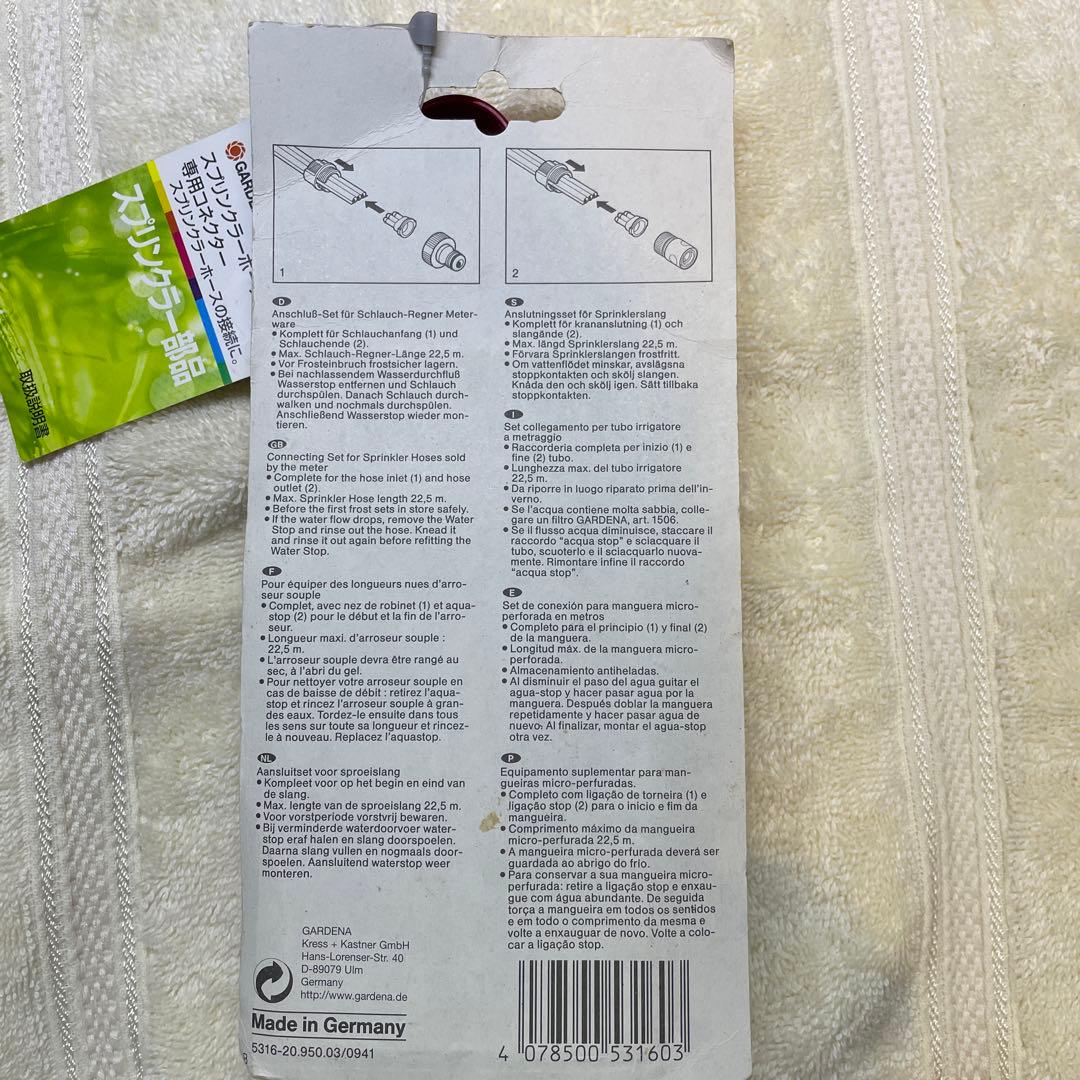 GARDE
スプリンクラーホー
専用コネクター
スプリンクラーホースの接続に。
スプリンクラー部品
取扱説明書
1
2
D
Anschluß-Set für Schlauch-Regner Meter-
ware
• Komplett für Schlauchanfang (1) und
Schlauchende (2).
• Max. Schlauch-Regner-Länge 22,5 m.
• Vor Frosteinbruch frostsicher lagern.
• Bei nachlassendem Wasserdurchfluß
Wasserstop entfernen und Schlauch
durchspülen. Danach Schlauch durch-
walken und nochmals durchspülen.
Anschließend Wasserstop wieder mon-
tieren.
GB
Connecting Set for Sprinkler Hoses sold
by the meter
• Complete for the hose inlet (1) and hose
outlet (2).
• Max. Sprinkler Hose length 22,5 m.
• Before the first frost sets in store safely.
• If the water flow drops, remove the Water
Stop and rinse out the hose. Knead it
and rinse it out again before refitting the
Water Stop.
F
Pour équiper des longueurs nues d'arro-
seur souple
• Complet, avec nez de robinet (1) et aqua-
stop (2) pour le début et la fin de l'arro-
seur.
• Longueur maxi. d'arroseur souple :
22,5 m.
• L'arroseur souple devra être rangé au
sec, à l'abri du gel.
• Pour nettoyer votre arroseur souple en
cas de baisse de débit : retirez l'aqua-
stop et rincez l'arroseur souple à gran-
des eaux. Tordez-le ensuite dans tous
les sens sur toute sa longueur et rincez-
le à nouveau. Replacez l'aquastop.
NL
Aansluitset voor sproeislang
• Kompleet voor op het begin en eind van
de slang.
• Max. lengte van de sproeislang 22,5 m.
• Voor vorstperiode vorstvrij bewaren.
• Bij verminderde waterdoorvoer water-
stop eraf halen en slang doorspoelen.
Daarna slang vullen en nogmaals door-
spoelen. Aansluitend waterstop weer
monteren.
S
Anslutningsset för Sprinklerslang
• Komplett för krananslutning (1) och
slangände (2).
• Max. längd Sprinklerslang 22,5 m.
• Förvara Sprinklerslangen frostfritt.
• Om vattenflödet minskar, avslägsna
stoppkontakten och skölj slangen.
Knåda den och skölj igen. Sätt tillbaka
stoppkontakten.
I
Set collegamento per tubo irrigatore
a metraggio
• Raccorderia completa per inizio (1) e
fine (2) tubo.
• Lunghezza max. del tubo irrigatore
22,5 m.
• Da riporre in luogo riparato prima dell'in-
verno.
• Se l'acqua contiene molta sabbia, colle-
gare un filtro GARDENA, art. 1506.
• Se il flusso acqua diminuisce, staccare il
raccordo “acqua stop” e sciacquare il
tubo, scuoterlo e il sciacquarlo nuova-
mente. Rimontare infine il raccordo
“acqua stop”.
E
Set de conexión para manguera micro-
perforada en metros
• Completo para el principio (1) y final (2)
de la manguera.
• Longitud máx. de la manguera micro-
perforada.
• Almacenamiento antiheladas.
• Al disminuir el paso del agua guitar el
agua-stop y hacer pasar agua por la
manguera. Después doblar la manguera
repetidamente y hacer pasar agua de
nuevo. Al finalizar, montar el agua-stop
otra vez.
P
Equipamento suplementar para man-
gueiras micro-perfuradas.
• Completo com ligação de torneira (1) e
ligação stop (2) para o inicio e fim da
mangueira.
• Comprimento máximo da mangueira
micro-perfurada 22,5 m.
• A mangueira micro-perfurada deverá ser
guardada ao abrigo do frio.
• Para conservar a sua mangueira micro-
perfurada: retire a ligação stop e enxau-
gue com água abundante. De seguida
torça a mangueira em todos os sentidos
e em todo o comprimento da mesma e
volte a enxauguar de novo. Volte a colo-
car a ligação stop.
GARDENA
Kress + Kastner GmbH
Hans-Lorenser-Str. 40
D-89079 Ulm
Germany
http://www.gardena.de
Made in Germany
5316-20.950.03/0941
4 078500 531603